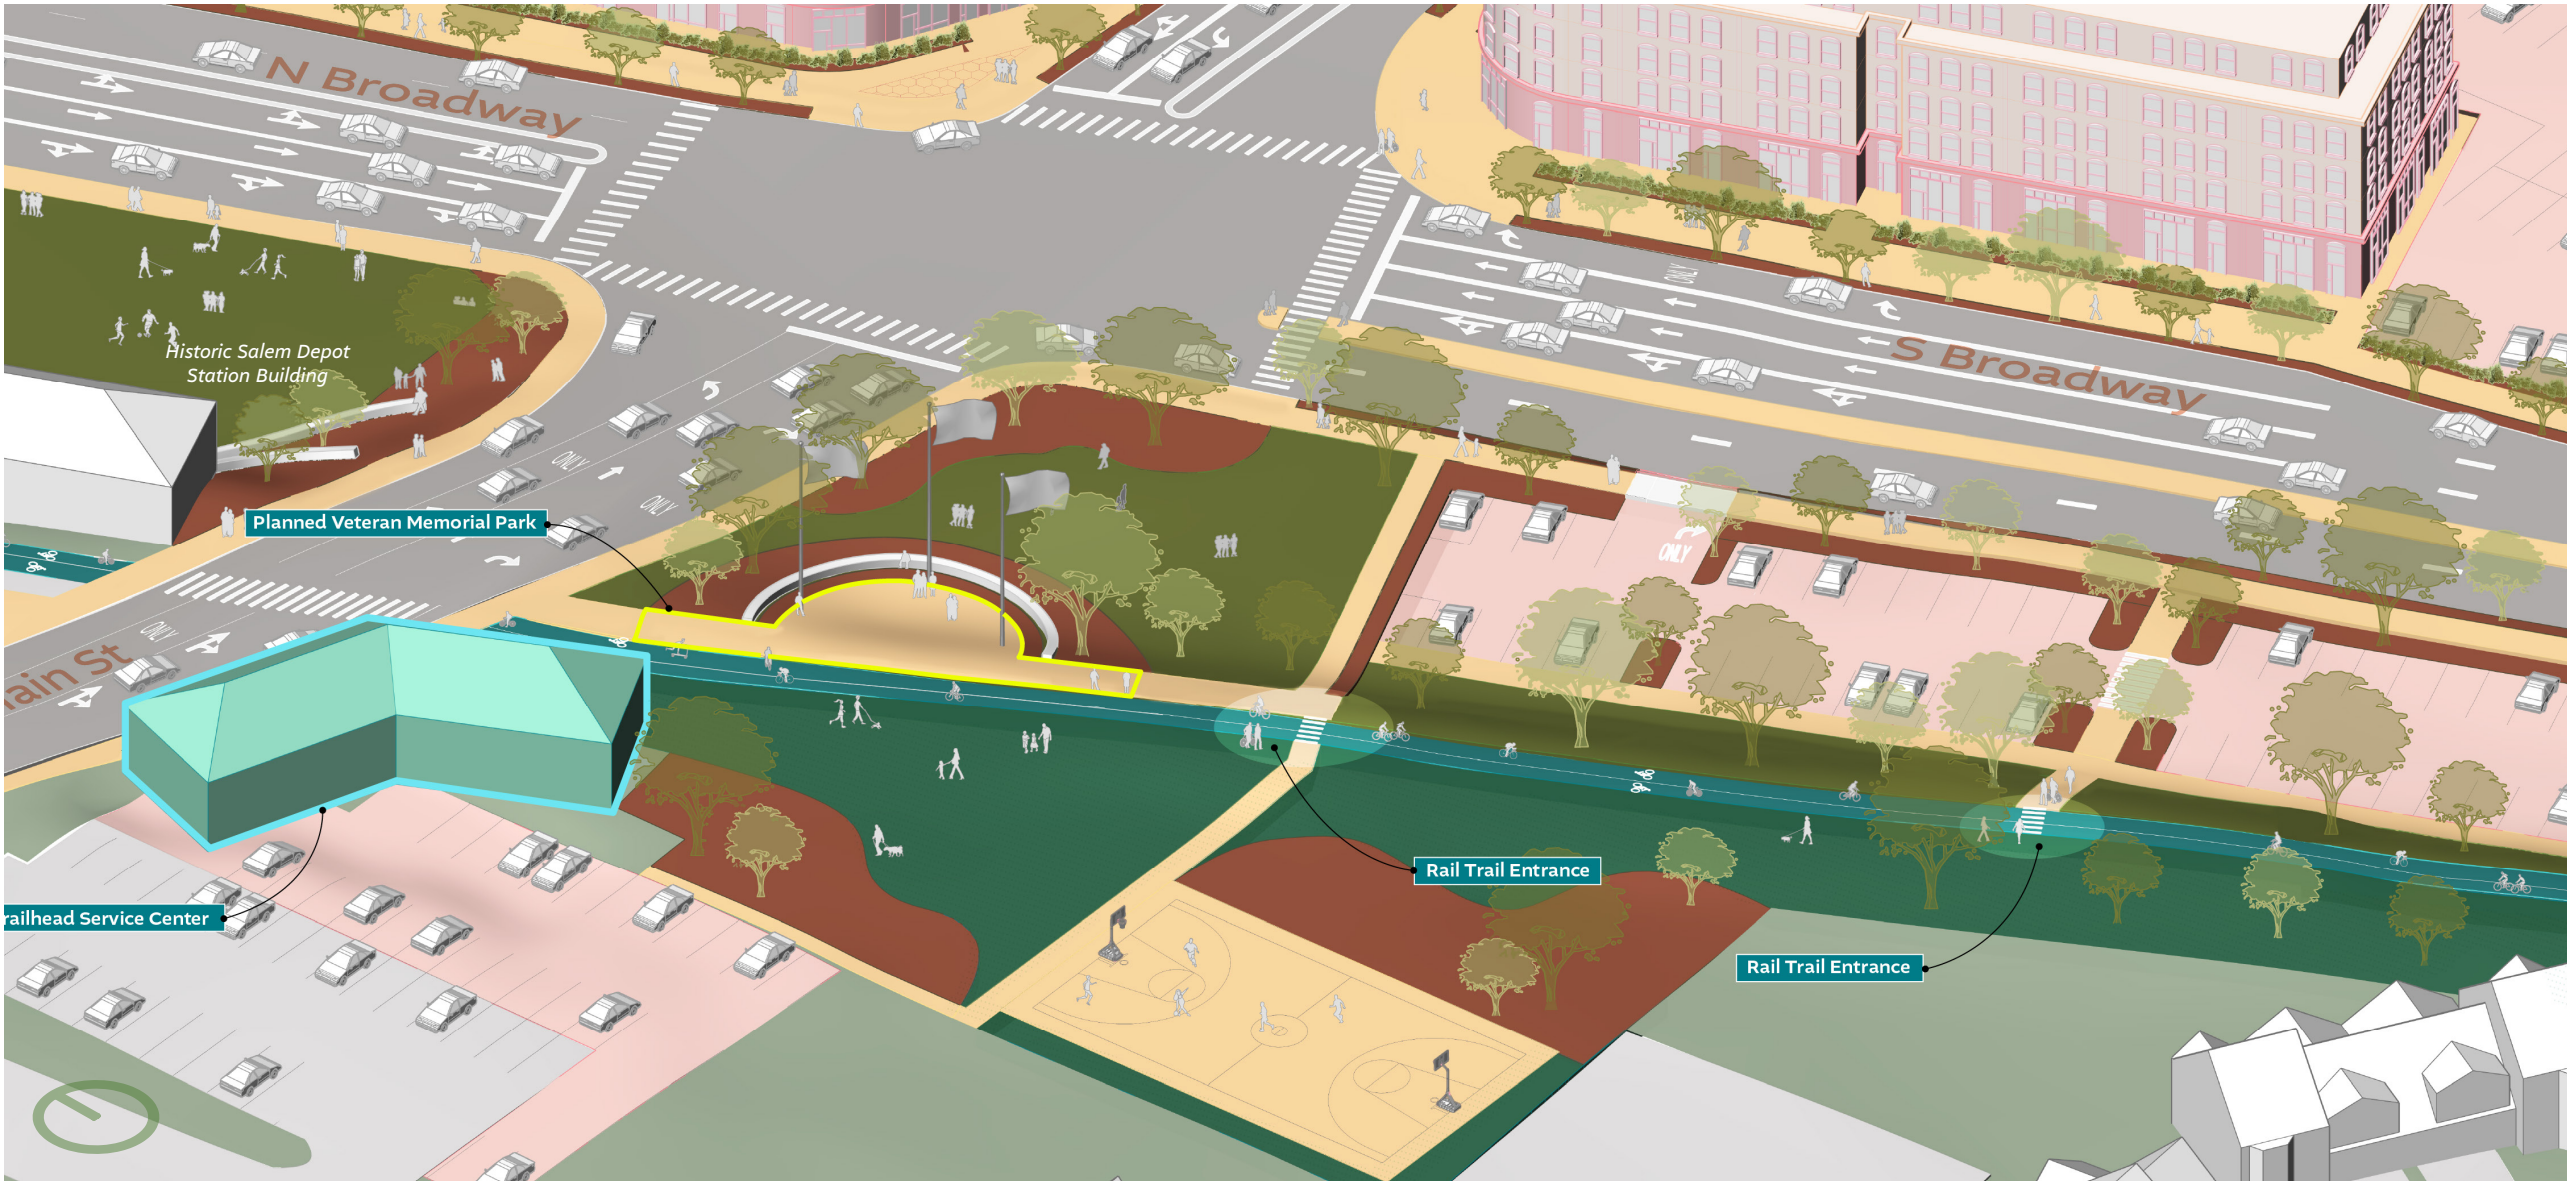 N Broadway
ONLY
S Broadway
Historic Salem Depot
Station Building
ONLY
ONLY
Planned Veteran Memorial Park
ONLY
ONLY
ain St
Rail Trail Entrance
railhead Service Center
Rail Trail Entrance